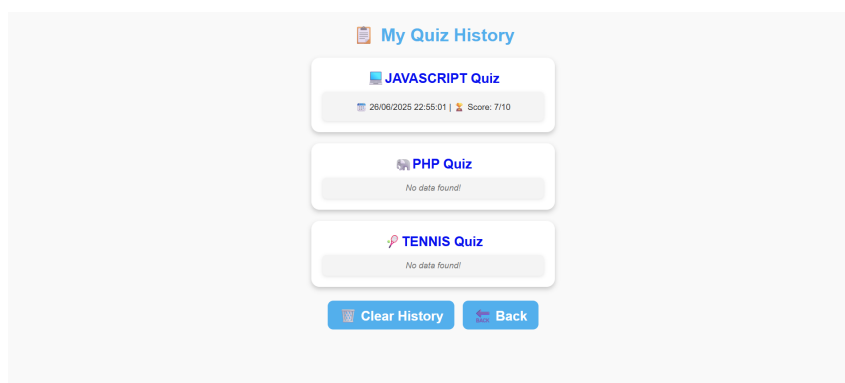 My Quiz History
JAVASCRIPT Quiz
26/06/2025 22:55:01 | Score: 7/10
PHP Quiz
No data found!
TENNIS Quiz
No data found!
Clear History
BACK Back